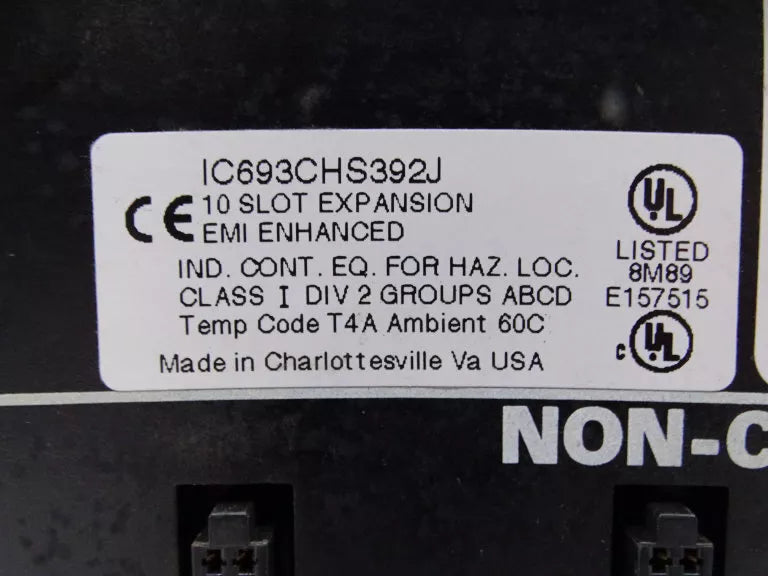 IC693CHS392J
CE 10 SLOT EXPANSION
EMI ENHANCED
IND. CONT. EQ. FOR HAZ. LOC.
CLASS I DIV 2 GROUPS ABCD
Temp Code T4A Ambient 60C
Made in Charlottesville Va USA
UL
LISTED
8M89
E157515
c UL
NON-C